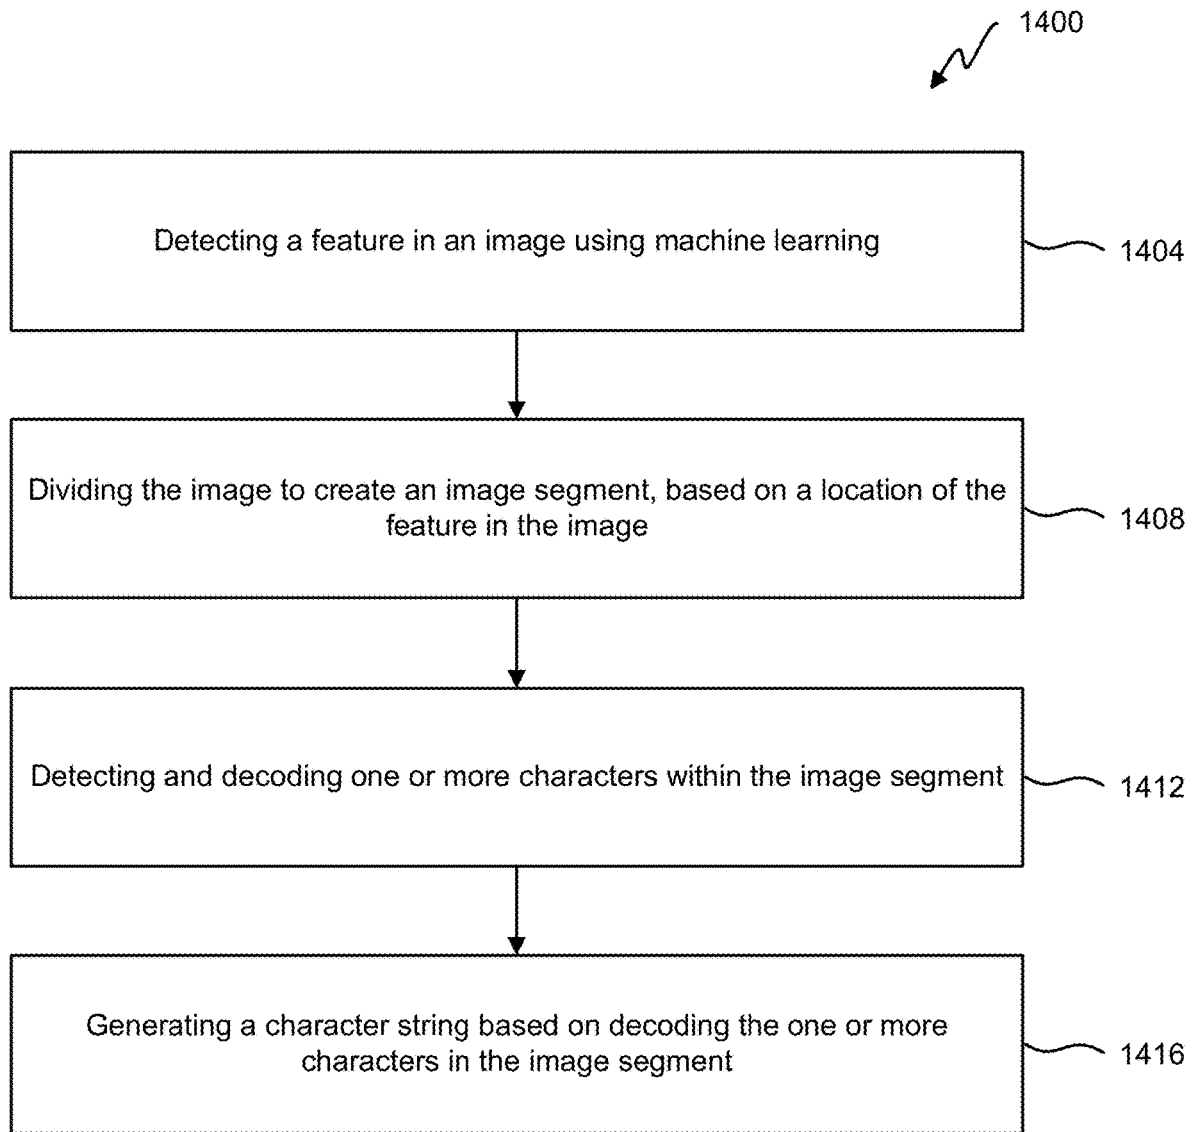 1400
Detecting a feature in an image using machine learning
1404
Dividing the image to create an image segment, based on a location of the
feature in the image
1408
Detecting and decoding one or more characters within the image segment
1412
Generating a character string based on decoding the one or more
characters in the image segment
1416